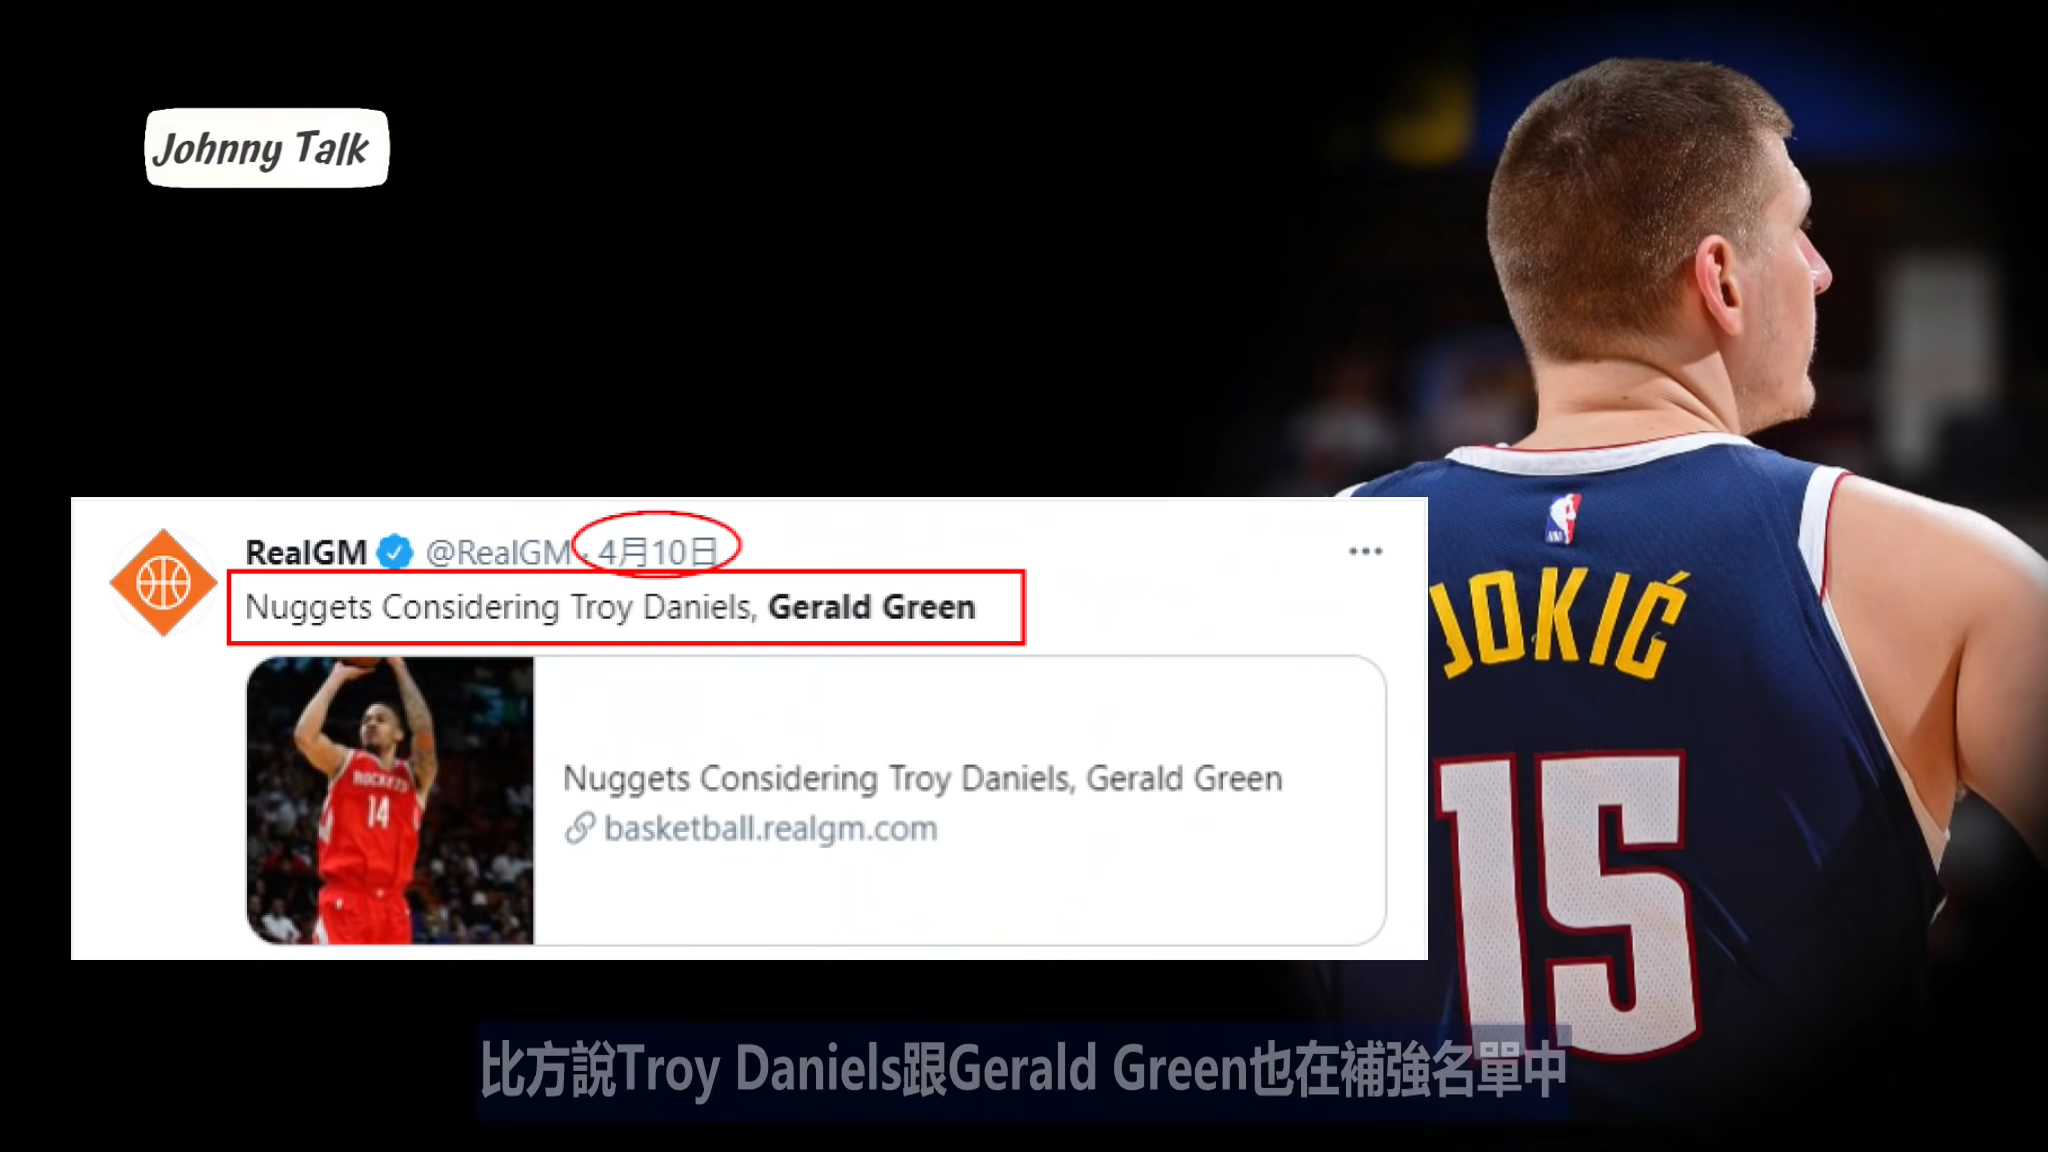 Johnny Talk
RealGM @RealGM · 4月10日
Nuggets Considering Troy Daniels, Gerald Green
ROCKETS
14
Nuggets Considering Troy Daniels, Gerald Green
basketball.realgm.com
JOKIĆ
15
比方說Troy Daniels跟Gerald Green也在補強名單中